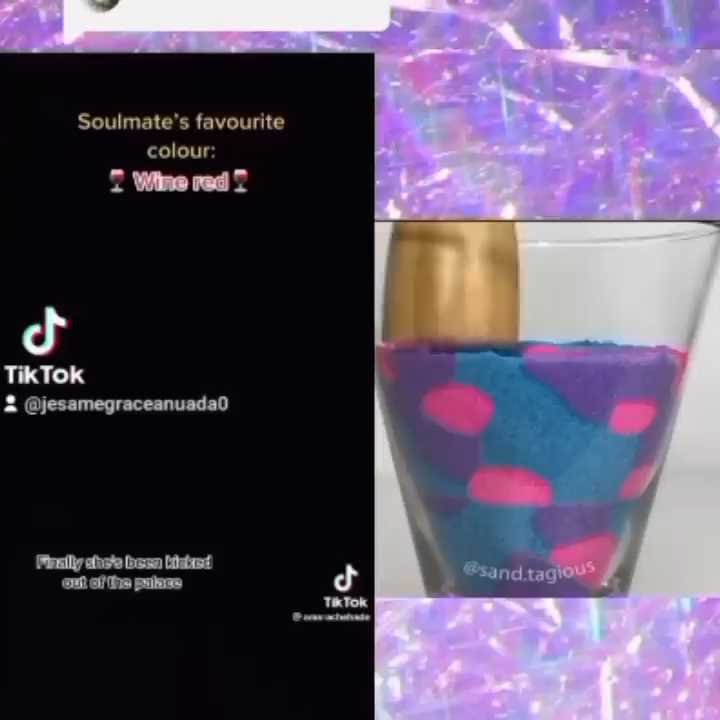 Soulmate's favourite
colour:
🍷 Wine red 🍷
TikTok
@jesamegraceanuada0
Finally she's been kicked
out of the palace
TikTok
@sand.tagious